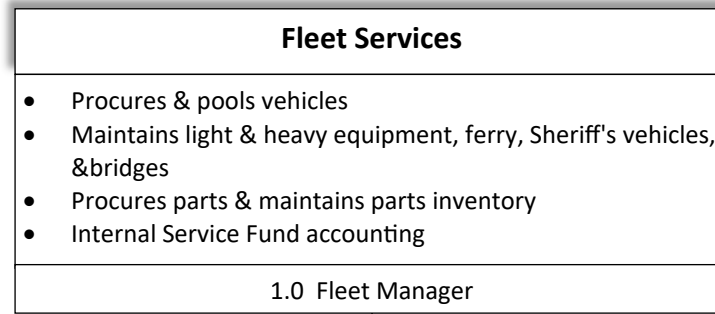 Fleet Services
• Procures & pools vehicles
• Maintains light & heavy equipment, ferry, Sheriff's vehicles,
&bridges
• Procures parts & maintains parts inventory
• Internal Service Fund accounting
1.0 Fleet Manager